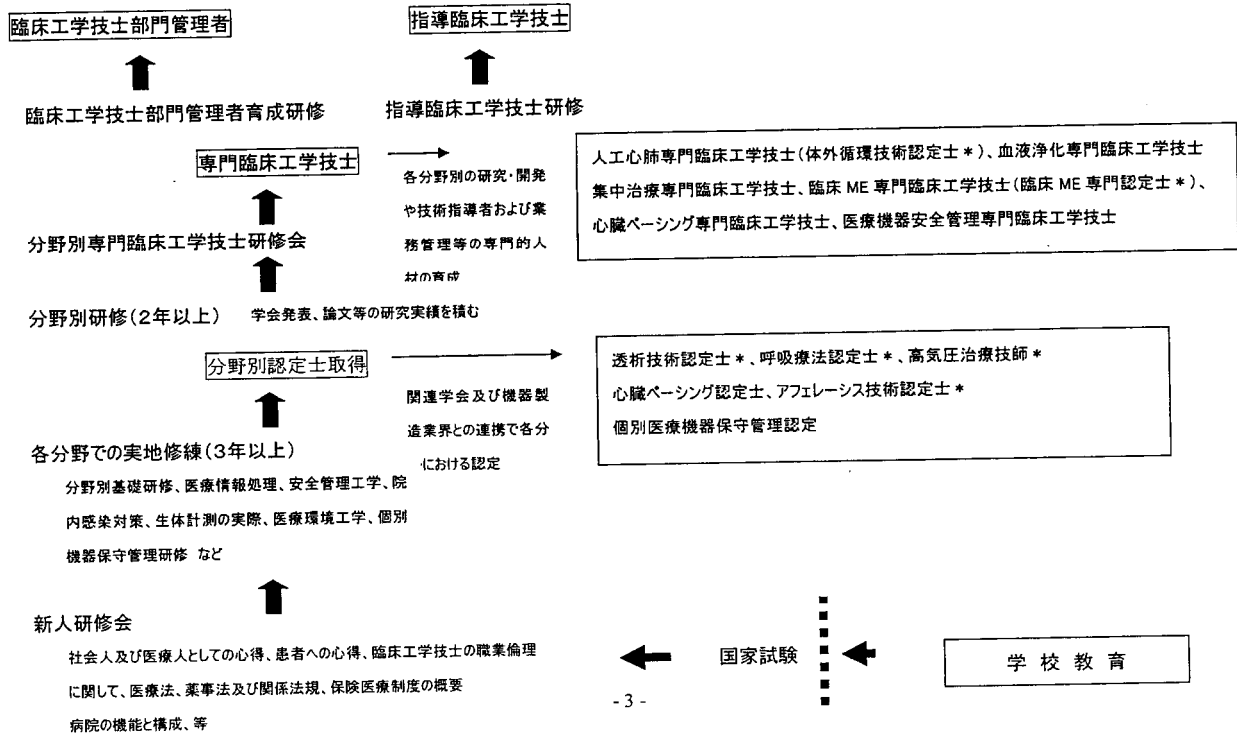 臨床工学技士部門管理者
指導臨床工学技士
臨床工学技士部門管理者育成研修
指導臨床工学技士研修
専門臨床工学技士
各分野別の研究・開発
や技術指導者および業
務管理等の専門的人
材の育成
人工心肺専門臨床工学技士(体外循環技術認定士*)、血液浄化専門臨床工学技士
集中治療専門臨床工学技士、臨床ME専門臨床工学技士(臨床ME専門認定士*)、
心臓ペーシング専門臨床工学技士、医療機器安全管理専門臨床工学技士
分野別専門臨床工学技士研修会
分野別研修(2年以上)
学会発表、論文等の研究実績を積む
分野別認定士取得
関連学会及び機器製
造業界との連携で各分
における認定
透析技術認定士*、呼吸療法認定士*、高気圧治療技師*
心臓ペーシング認定士、アフェレーシス技術認定士*
個別医療機器保守管理認定
各分野での実地修練(3年以上)
分野別基礎研修、医療情報処理、安全管理工学、院
内感染対策、生体計測の実際、医療環境工学、個別
機器保守管理研修 など
新人研修会
社会人及び医療人としての心得、患者への心得、臨床工学技士の職業倫理
に関して、医療法、薬事法及び関係法規、保険医療制度の概要
病院の機能と構成、等
国家試験
学校教育
-3-